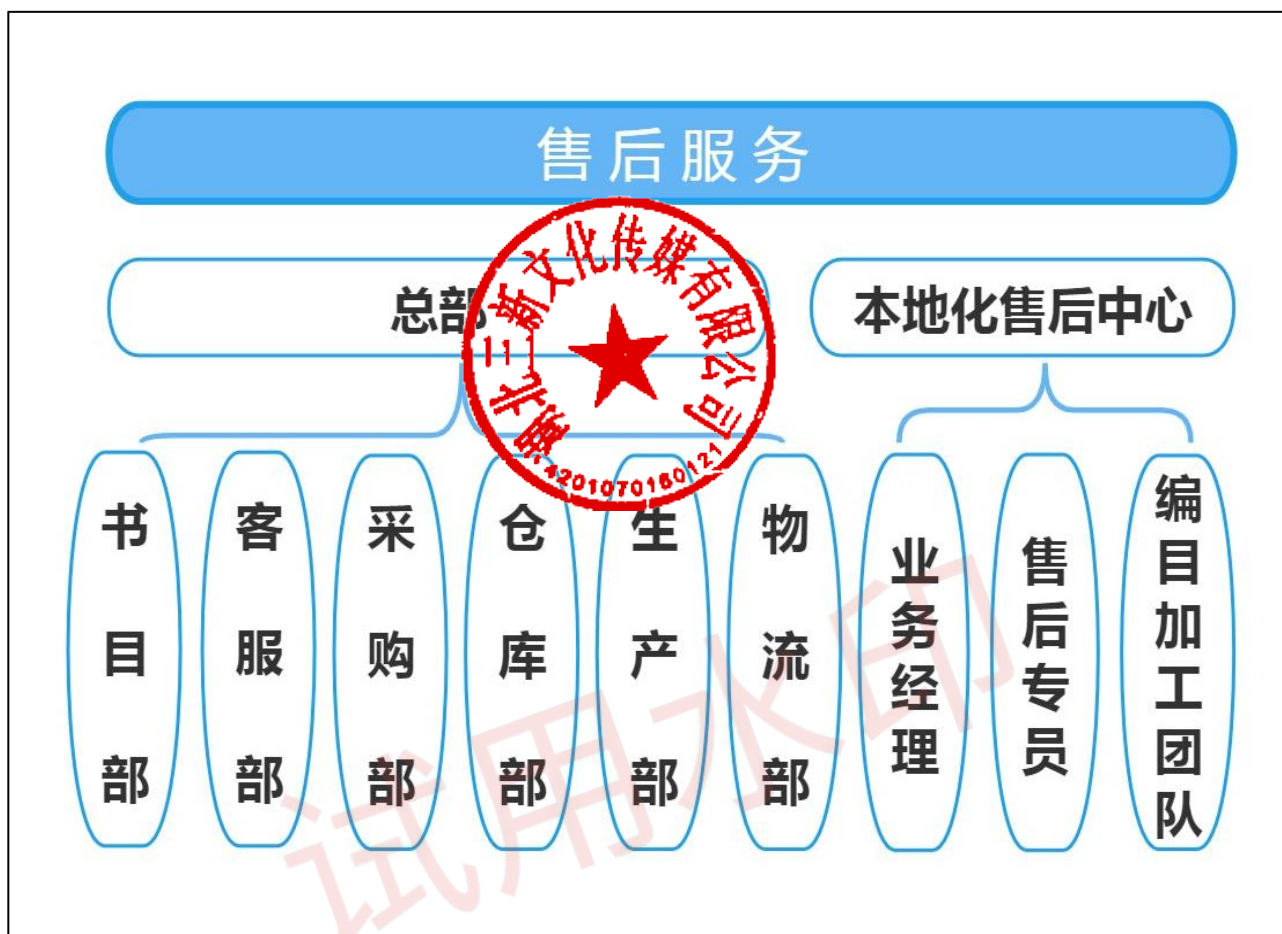 售后服务
总部
本地化售后中心
湖北三新文化传媒有限公司
4201070160121
书目部
客服部
采购部
仓库部
生产部
物流部
业务经理
售后专员
编目加工团队
试用水印